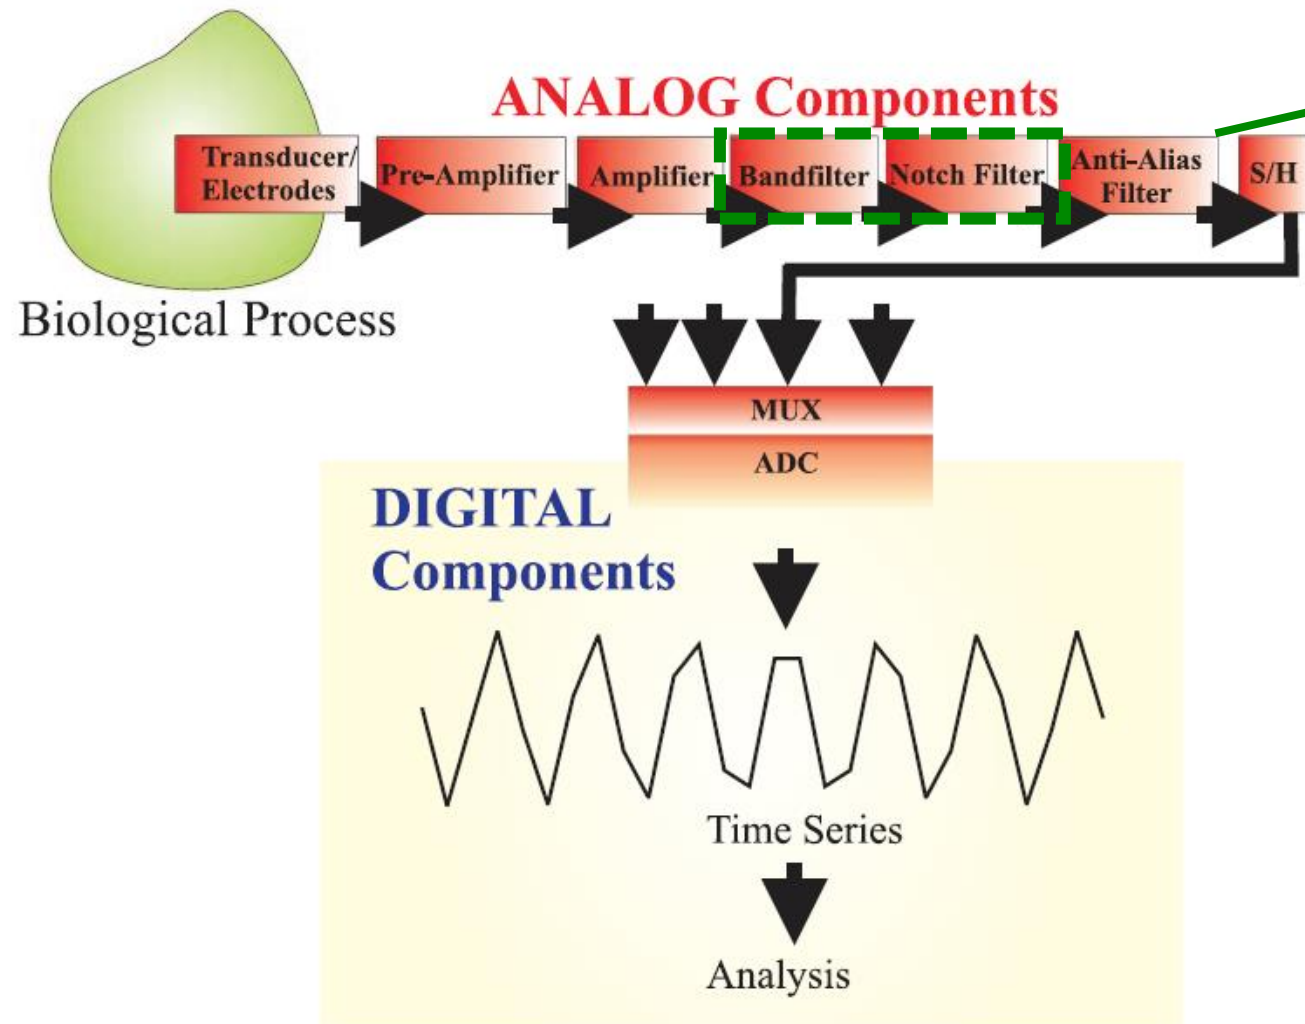 ANALOG Components
Transducer/
Electrodes
Pre-Amplifier
Amplifier
Bandfilter
Notch Filter
Anti-Alias
Filter
S/H
Biological Process
MUX
ADC
DIGITAL
Components
Time Series
Analysis